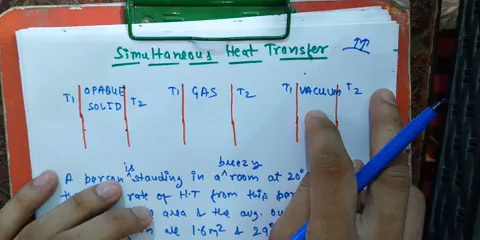 Simultaneous Heat Transfer
T1 OPAQUE SOLID T2
T1 GAS T2
T1 VACUUM T2
A person is standing in a breezy room at 20°
rate of H.T from this
area & the avg. ou
1.6m² & 29